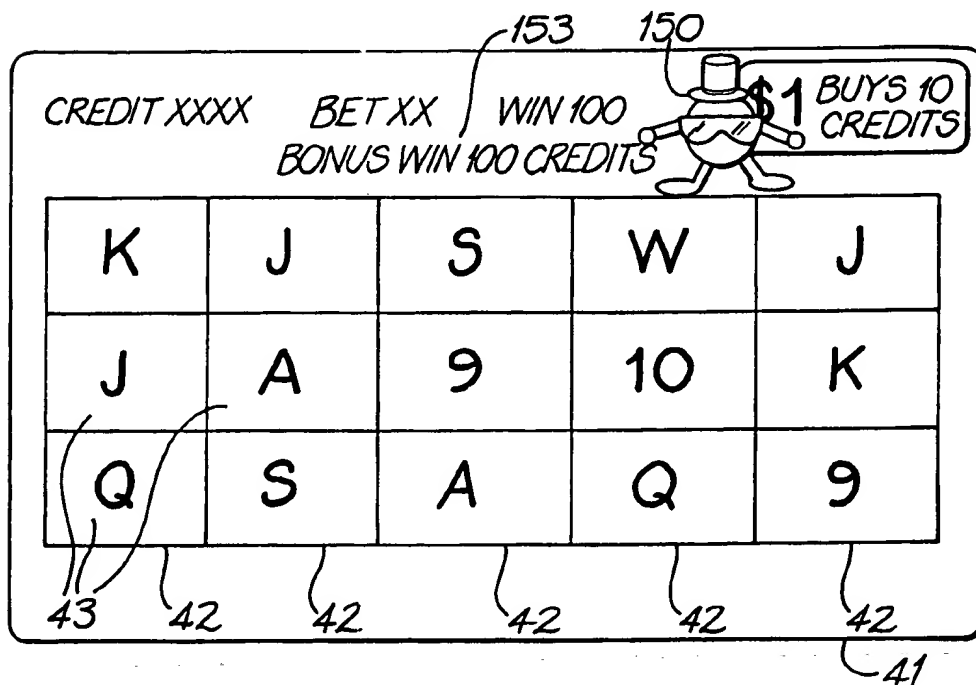 153 150
CREDIT XXXX BET XX WIN 100 $1 BUYS 10
CREDITS
BONUS WIN 100 CREDITS
K J S W J
J A 9 10 K
Q S A Q 9
43 42 42 42 42 42
41